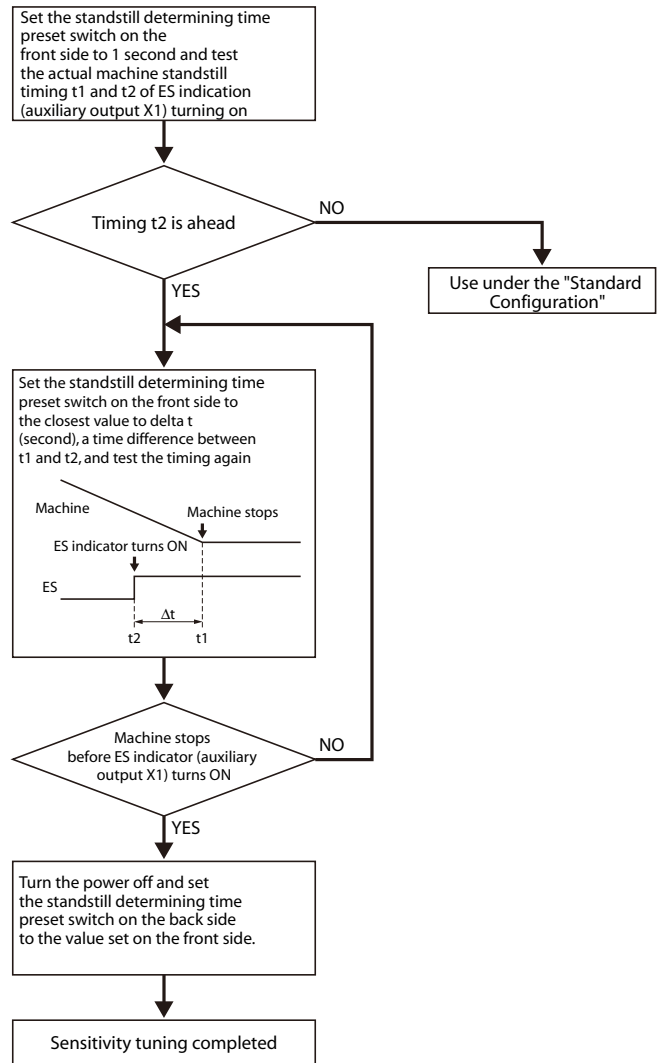 Set the standstill determining time
preset switch on the
front side to 1 second and test
the actual machine standstill
timing t1 and t2 of ES indication
(auxiliary output X1) turning on
Timing t2 is ahead
NO
Use under the "Standard
Configuration"
YES
Set the standstill determining time
preset switch on the front side to
the closest value to delta t
(second), a time difference between
t1 and t2, and test the timing again
Machine
Machine stops
ES indicator turns ON
ES
Δt
t2
t1
Machine stops
before ES indicator (auxiliary
output X1) turns ON
NO
YES
Turn the power off and set
the standstill determining time
preset switch on the back side
to the value set on the front side.
Sensitivity tuning completed